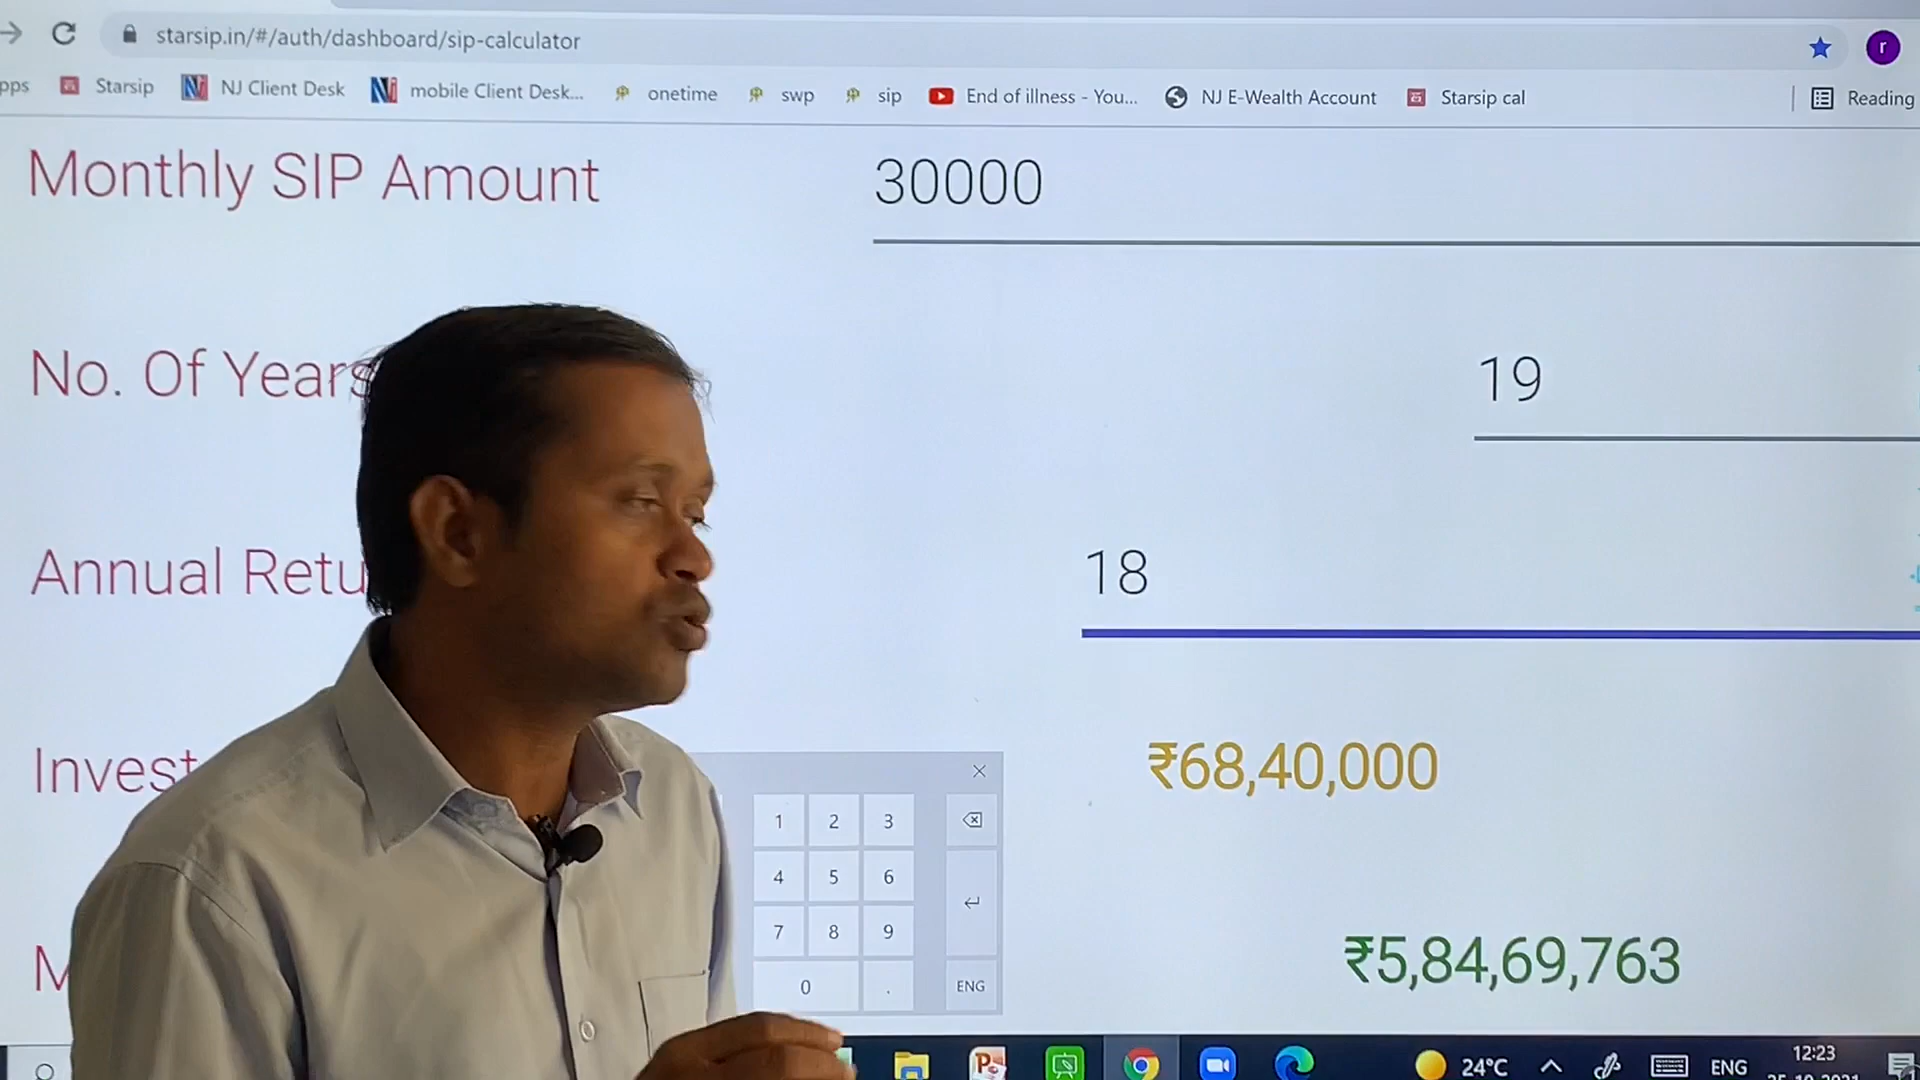 starsip.in/#/auth/dashboard/sip-calculator
r
pps Starsip NJ Client Desk mobile Client Desk... onetime swp sip End of illness - You... NJ E-Wealth Account Starsip cal Reading
Monthly SIP Amount 30000
No. Of Years 19
Annual Retu 18
Invest ₹68,40,000
M ₹5,84,69,763
1 2 3
4 5 6
7 8 9
0 . ENG
24°C ENG 12:23